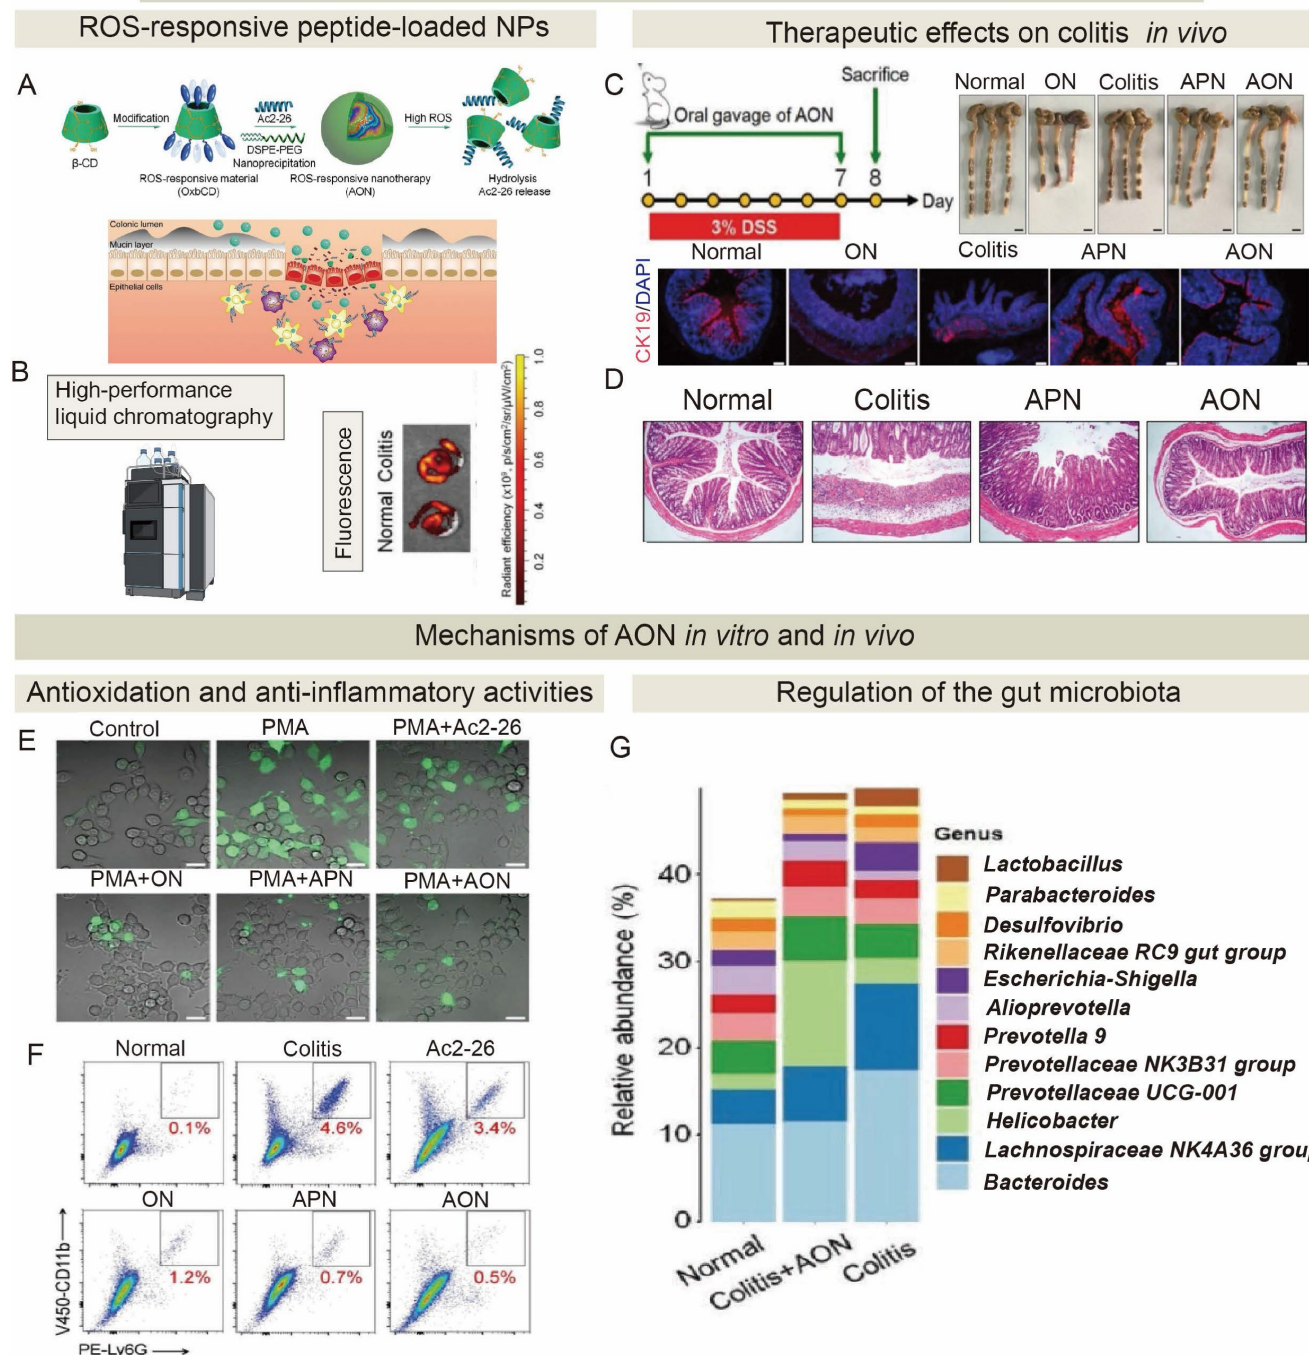 ROS-responsive peptide-loaded NPs
A
β-CD
Modification
ROS-responsive material
(OxbCD)
Ac2-26
DSPE-PEG
Nanoprecipitation
ROS-responsive nanotherapy
(AON)
High ROS
Hydrolysis
Ac2-26 release
Colonic lumen
Mucin layer
Epithelial cells
B
High-performance
liquid chromatography
Fluorescence
Normal Colitis
Radiant efficiency (x10⁹, p/s/cm²/sr/μW/cm²)
1.0
0.8
0.6
0.4
0.2
Therapeutic effects on colitis in vivo
C
Sacrifice
Oral gavage of AON
1
7
8
Day
3% DSS
Normal
ON
Colitis
APN
AON
Normal
ON
Colitis
APN
AON
CK19/DAPI
D
Normal
Colitis
APN
AON
Mechanisms of AON in vitro and in vivo
Antioxidation and anti-inflammatory activities
E
Control
PMA
PMA+Ac2-26
PMA+ON
PMA+APN
PMA+AON
F
Normal
Colitis
Ac2-26
0.1%
4.6%
3.4%
ON
APN
AON
1.2%
0.7%
0.5%
V450-CD11b
PE-Ly6G
Regulation of the gut microbiota
G
Relative abundance (%)
40
30
20
10
0
Normal
Colitis+AON
Colitis
Genus
Lactobacillus
Parabacteroides
Desulfovibrio
Rikenellaceae RC9 gut group
Escherichia-Shigella
Alioprevotella
Prevotella 9
Prevotellaceae NK3B31 group
Prevotellaceae UCG-001
Helicobacter
Lachnospiraceae NK4A36 group
Bacteroides